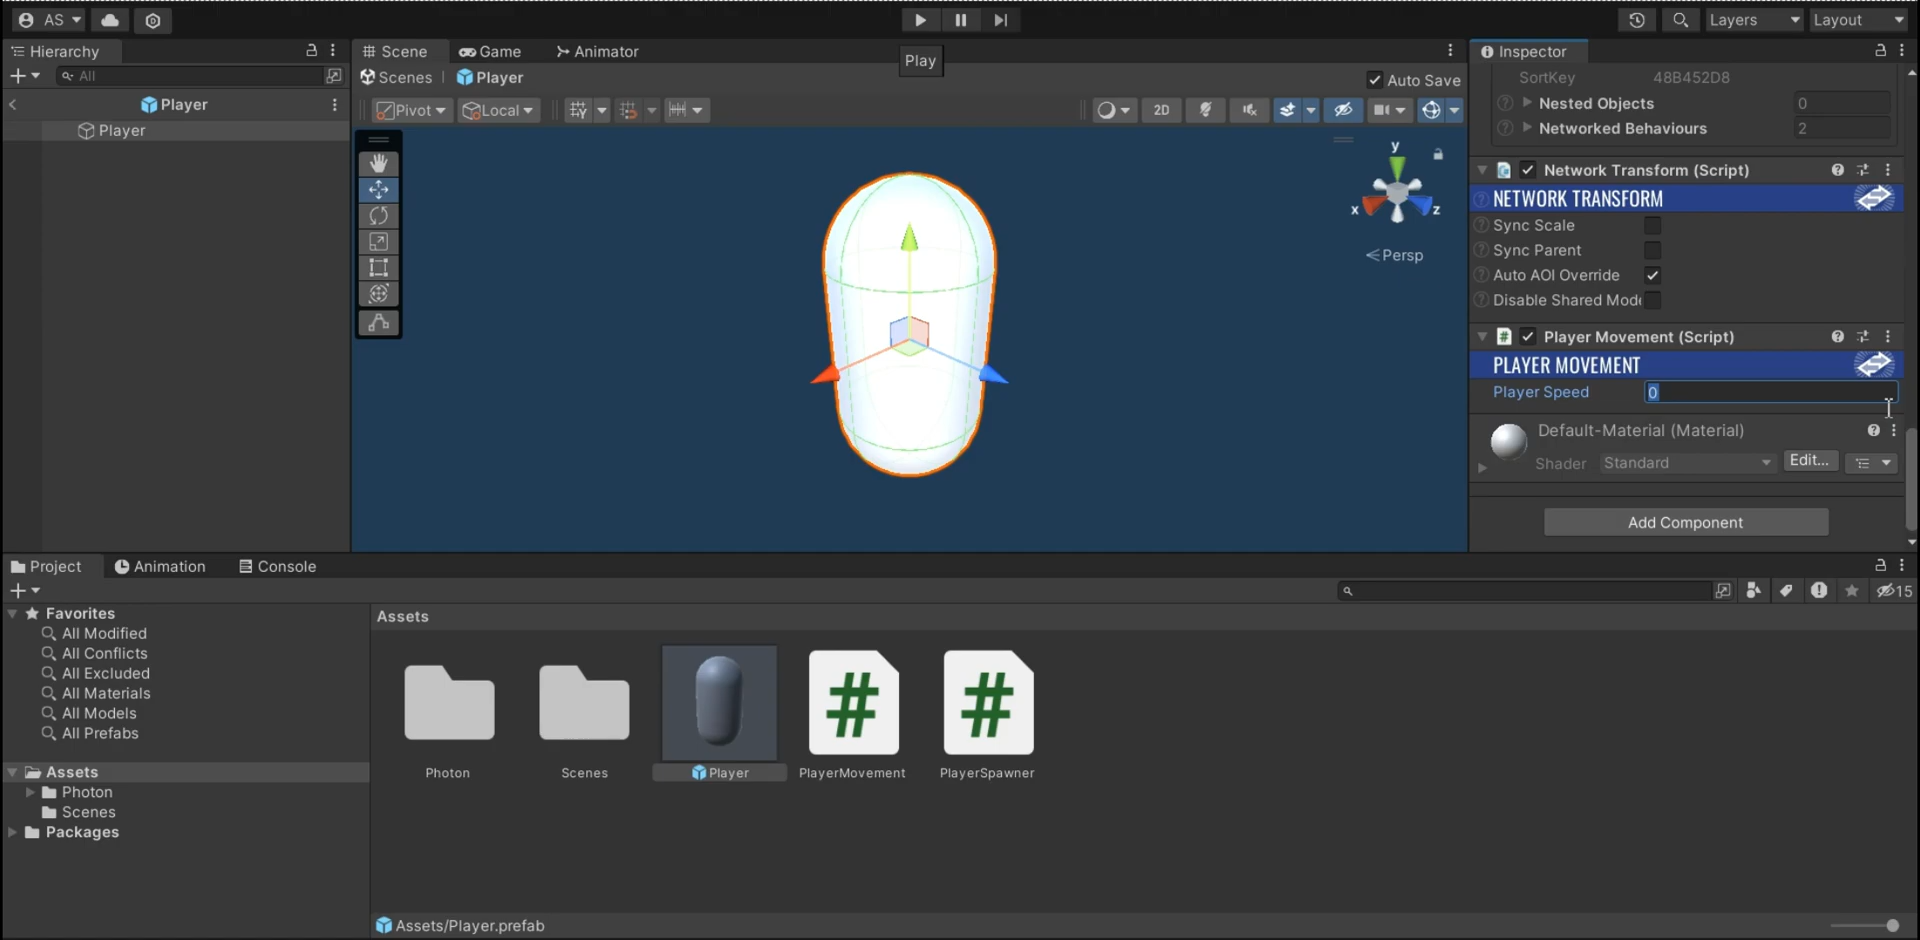 AS
Layers
Layout
Hierarchy
Scene
Game
Animator
Play
Inspector
All
Scenes
Player
Auto Save
Player
Player
Pivot
Local
2D
y
x
z
Persp
SortKey 48B452D8
Nested Objects 0
Networked Behaviours 2
Network Transform (Script)
NETWORK TRANSFORM
Sync Scale
Sync Parent
Auto AOI Override
Disable Shared Mod
Player Movement (Script)
PLAYER MOVEMENT
Player Speed 0
Default-Material (Material)
Shader Standard Edit...
Add Component
Project
Animation
Console
15
Favorites
All Modified
All Conflicts
All Excluded
All Materials
All Models
All Prefabs
Assets
Photon
Scenes
Packages
Assets
Photon
Scenes
Player
PlayerMovement
PlayerSpawner
Assets/Player.prefab